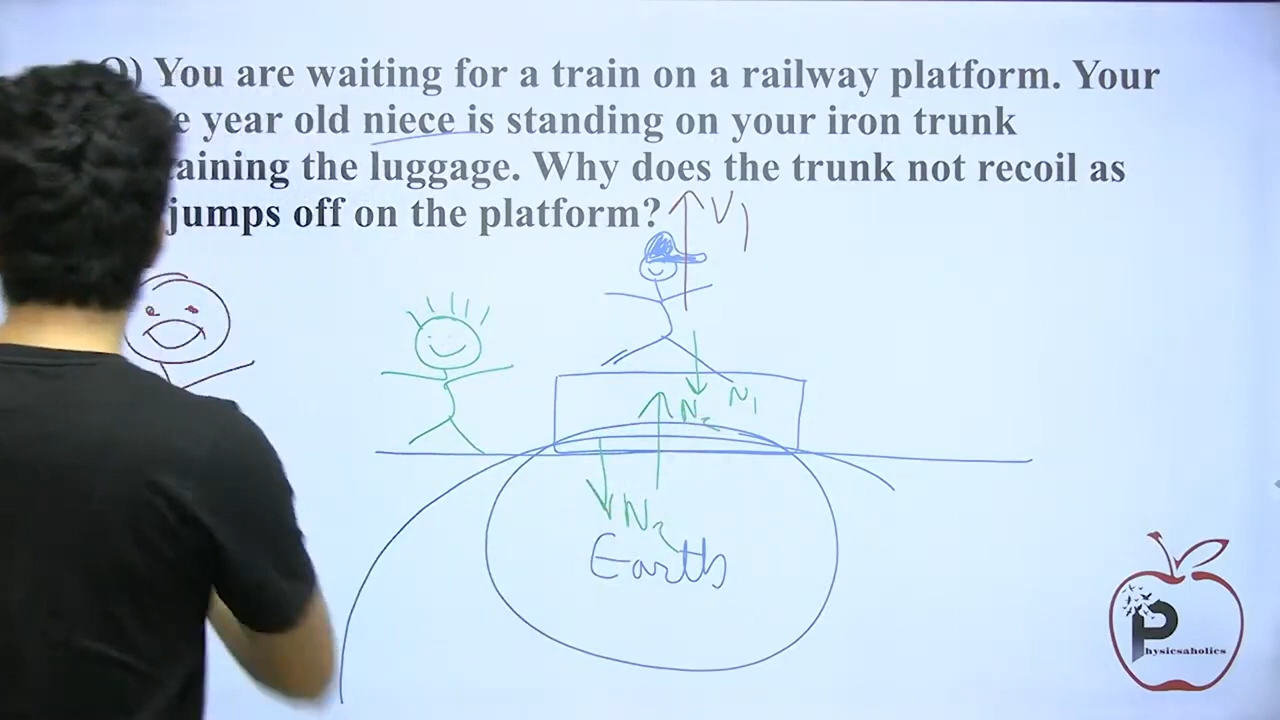 Q) You are waiting for a train on a railway platform. Your
year old niece is standing on your iron trunk
the luggage. Why does the trunk not recoil as
jumps off on the platform?
V1
N2 N1
N2
Earth
Physicsaholics